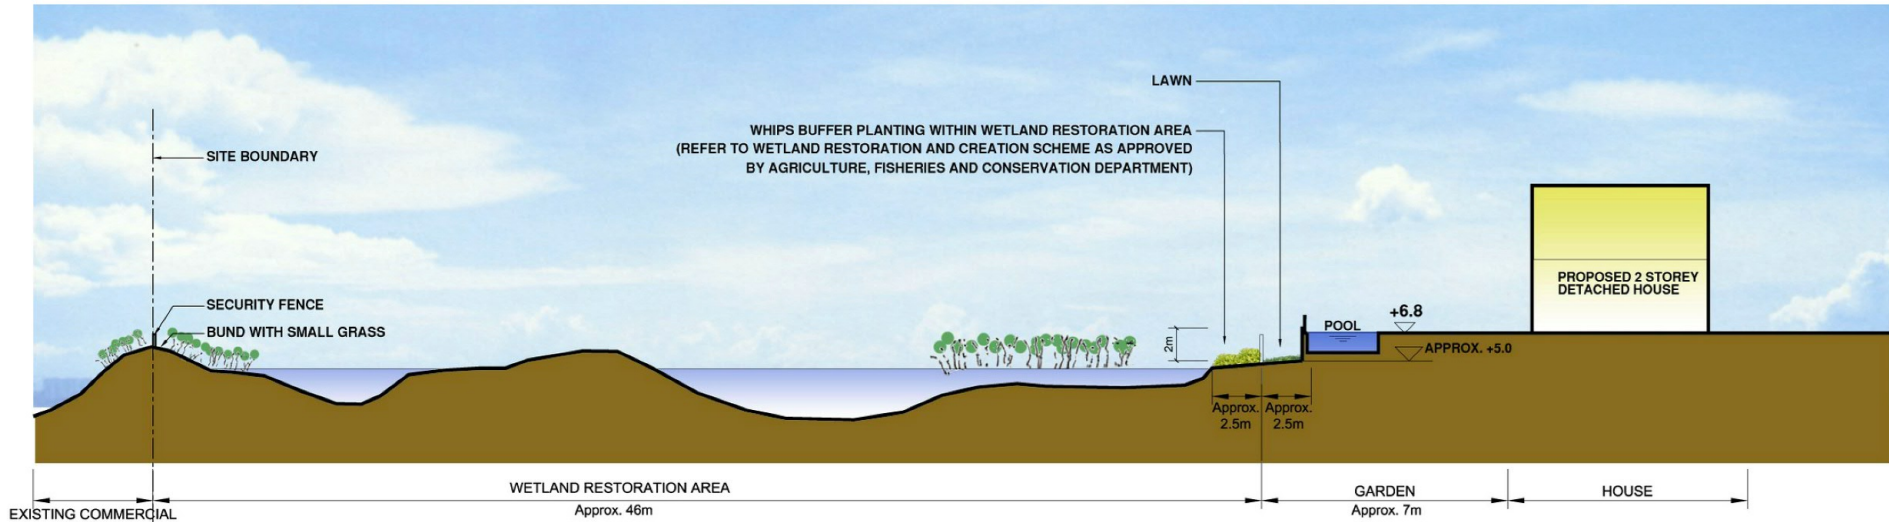 LAWN
WHIPS BUFFER PLANTING WITHIN WETLAND RESTORATION AREA
(REFER TO WETLAND RESTORATION AND CREATION SCHEME AS APPROVED
BY AGRICULTURE, FISHERIES AND CONSERVATION DEPARTMENT)
SITE BOUNDARY
PROPOSED 2 STOREY
DETACHED HOUSE
SECURITY FENCE
BUND WITH SMALL GRASS
+6.8
POOL
2m
APPROX. +5.0
Approx.
2.5m
Approx.
2.5m
EXISTING COMMERCIAL
WETLAND RESTORATION AREA
Approx. 46m
GARDEN
Approx. 7m
HOUSE